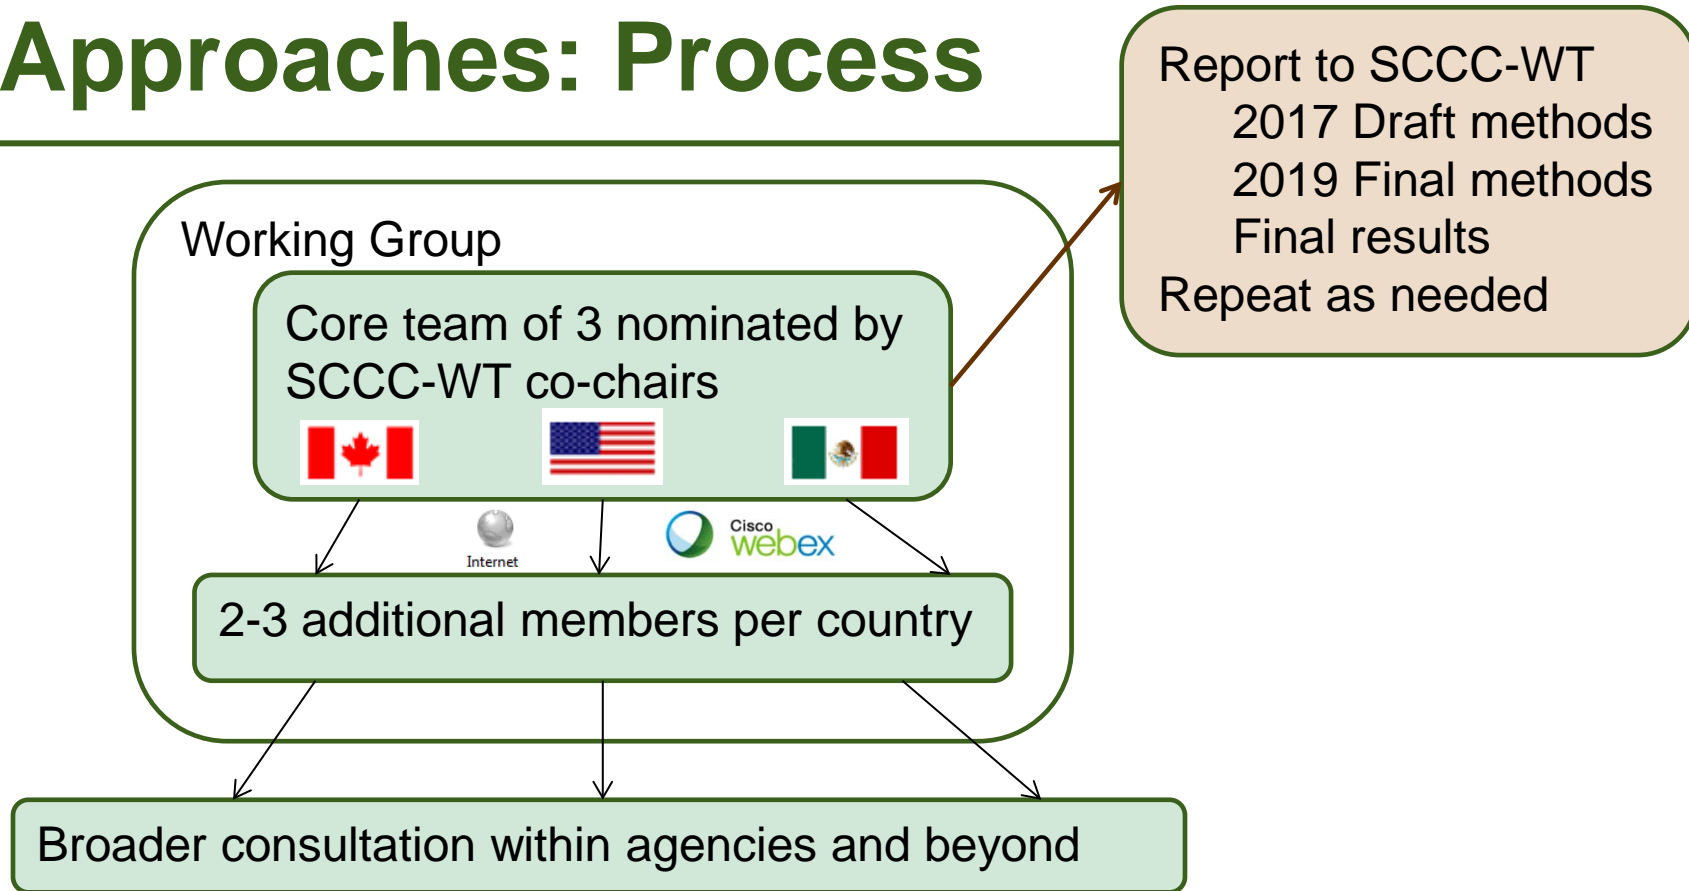 Approaches: Process
Report to SCCC-WT
2017 Draft methods
2019 Final methods
Final results
Repeat as needed
Working Group
Core team of 3 nominated by
SCCC-WT co-chairs
Internet
Cisco
webex
2-3 additional members per country
Broader consultation within agencies and beyond